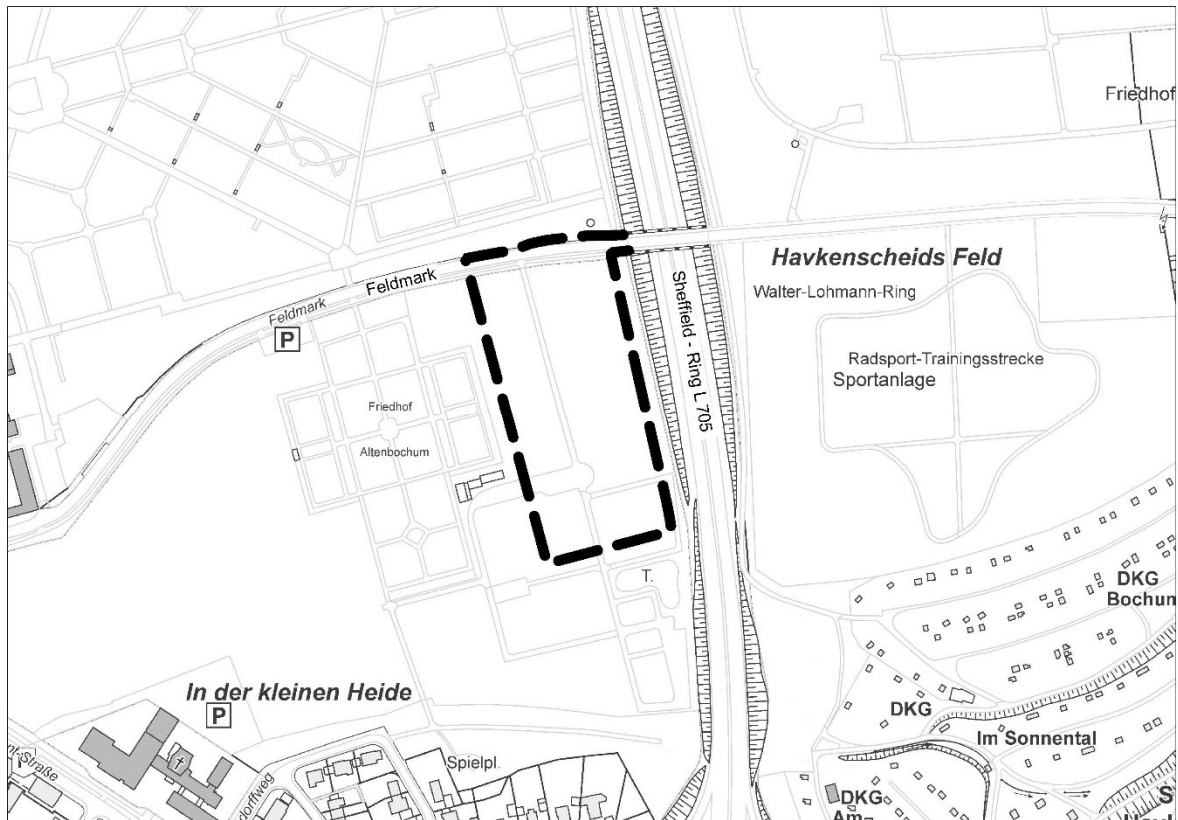 Friedhof
Havkenscheids Feld
Feldmark
Walter-Lohmann-Ring
Feldmark
P
Sheffield - Ring L 705
Radsport-Trainingsstrecke
Sportanlage
Friedhof
Altenbochum
T.
DKG
Bochum
In der kleinen Heide
P
DKG
Im Sonnental
Spielpl.
DKG
Am